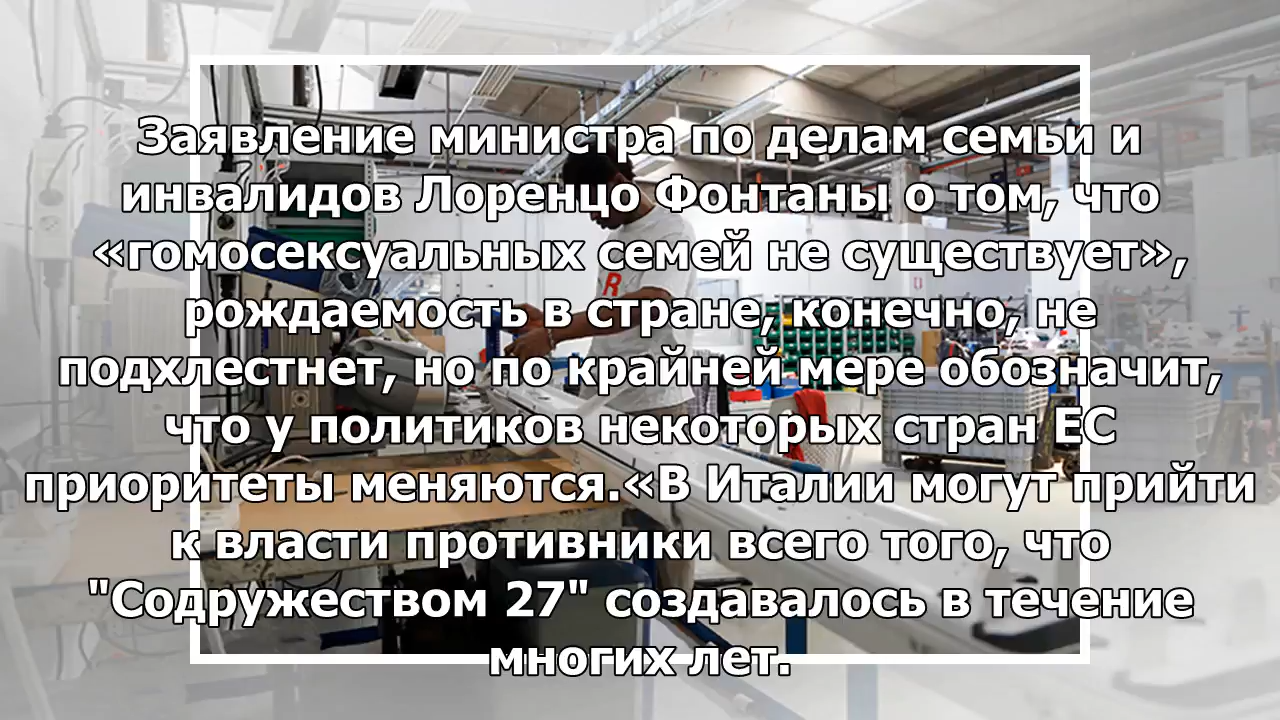 Заявление министра по делам семьи и
инвалидов Лоренцо Фонтаны о том, что
«гомосексуальных семей не существует»,
рождаемость в стране, конечно, не
подхлестнет, но по крайней мере обозначит,
что у политиков некоторых стран ЕС
приоритеты меняются.«В Италии могут прийти
к власти противники всего того, что
"Содружеством 27" создавалось в течение
многих лет.
R